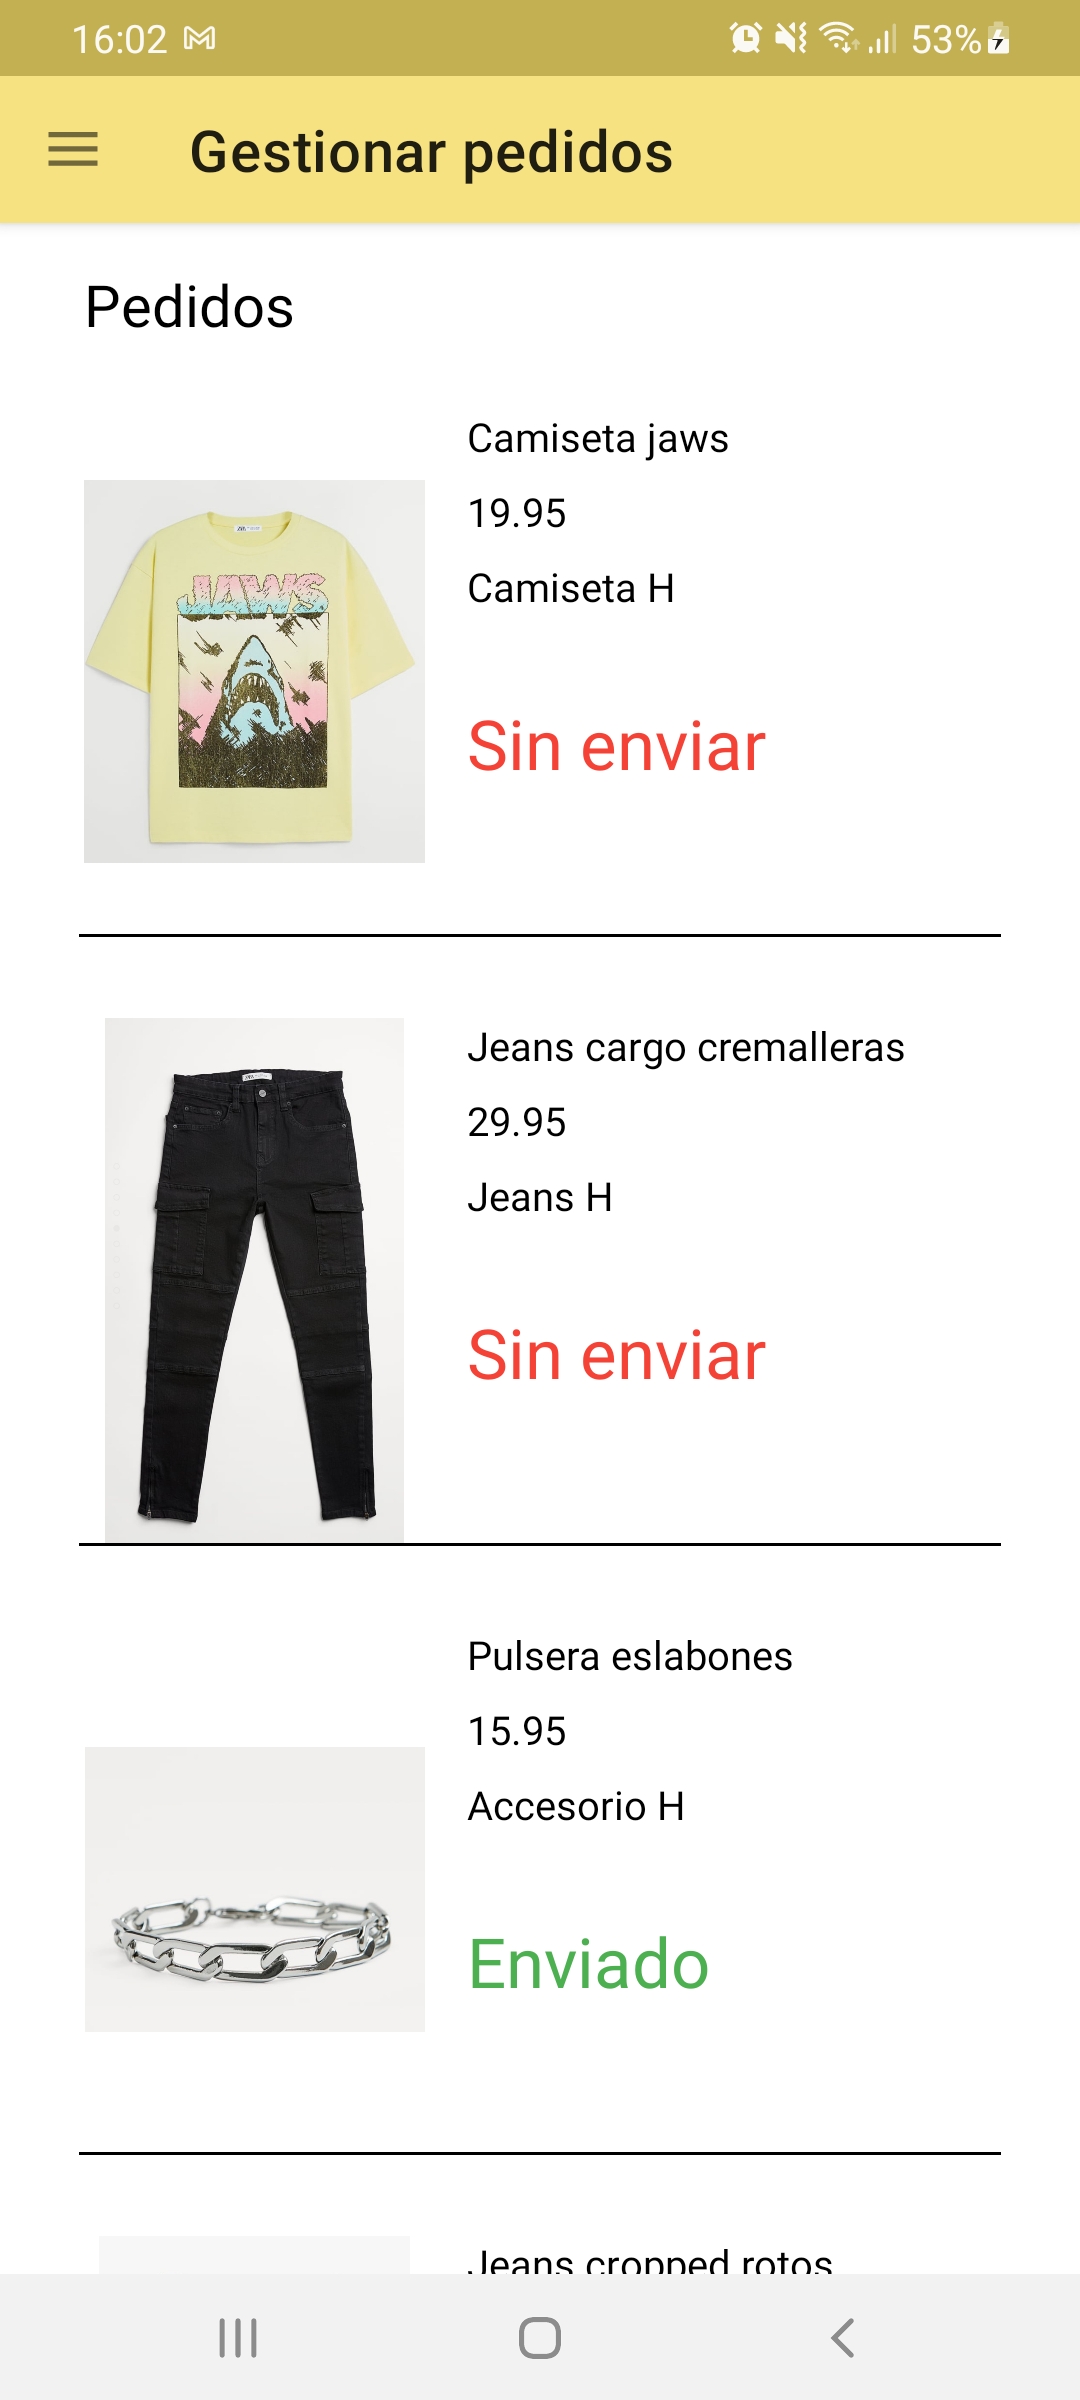 16:02
53%
Gestionar pedidos
Pedidos
Camiseta jaws
19.95
Camiseta H
JAWS
Sin enviar
Jeans cargo cremalleras
29.95
Jeans H
Sin enviar
Pulsera eslabones
15.95
Accesorio H
Enviado
Jeans cropped rotos